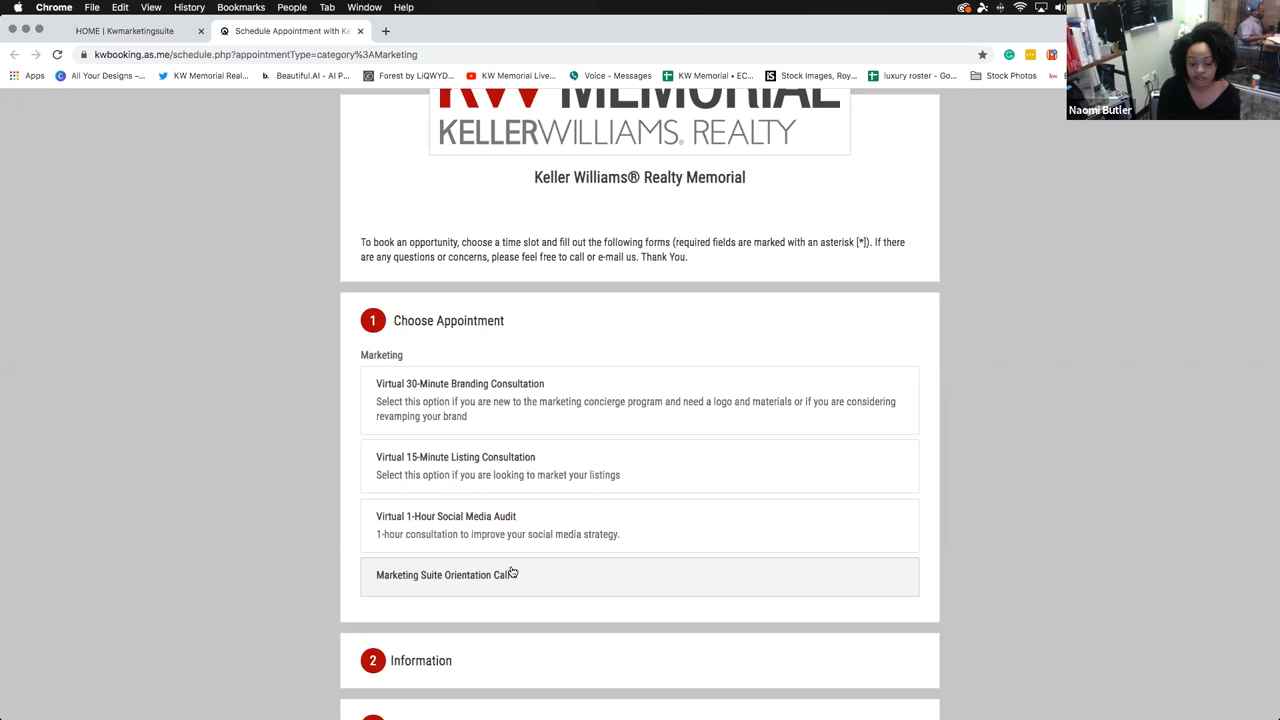 Chrome File Edit View History Bookmarks People Tab Window Help
HOME | Kwmarketingsuite
Schedule Appointment with Ke
kwbooking.as.me/schedule.php?appointmentType=category%3AMarketing
Apps All Your Designs –... KW Memorial Real... b. Beautiful.AI - AI P... Forest by LiQWYD... KW Memorial Live... Voice - Messages KW Memorial • EC... Stock Images, Roy... luxury roster - Go... Stock Photos
Naomi Butler
KW MEMORIAL
KELLERWILLIAMS. REALTY
Keller Williams® Realty Memorial
To book an opportunity, choose a time slot and fill out the following forms (required fields are marked with an asterisk [*]). If there
are any questions or concerns, please feel free to call or e-mail us. Thank You.
1 Choose Appointment
Marketing
Virtual 30-Minute Branding Consultation
Select this option if you are new to the marketing concierge program and need a logo and materials or if you are considering
revamping your brand
Virtual 15-Minute Listing Consultation
Select this option if you are looking to market your listings
Virtual 1-Hour Social Media Audit
1-hour consultation to improve your social media strategy.
Marketing Suite Orientation Call
2 Information